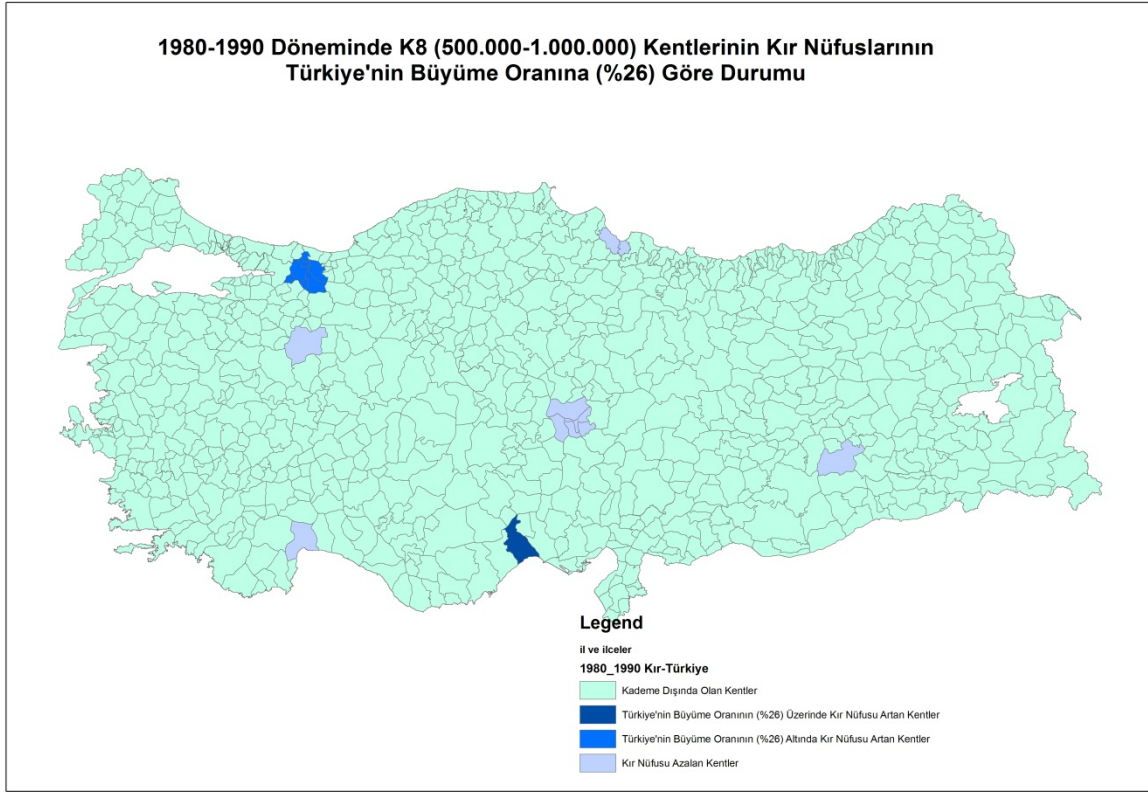 1980-1990 Döneminde K8 (500.000-1.000.000) Kentlerinin Kır Nüfuslarının
Türkiye'nin Büyüme Oranına (%26) Göre Durumu
Legend
il ve ilceler
1980_1990 Kır-Türkiye
Kademe Dışında Olan Kentler
Türkiye'nin Büyüme Oranının (%26) Üzerinde Kır Nüfusu Artan Kentler
Türkiye'nin Büyüme Oranının (%26) Altında Kır Nüfusu Artan Kentler
Kır Nüfusu Azalan Kentler